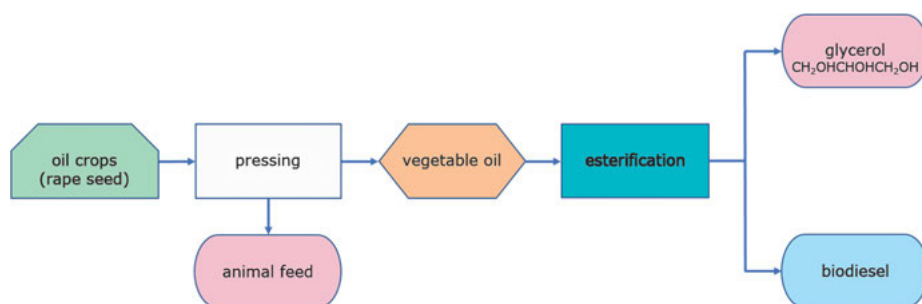 glycerol
CH₂OHCHOHCH₂OH
oil crops
(rape seed)
pressing
vegetable oil
esterification
animal feed
biodiesel